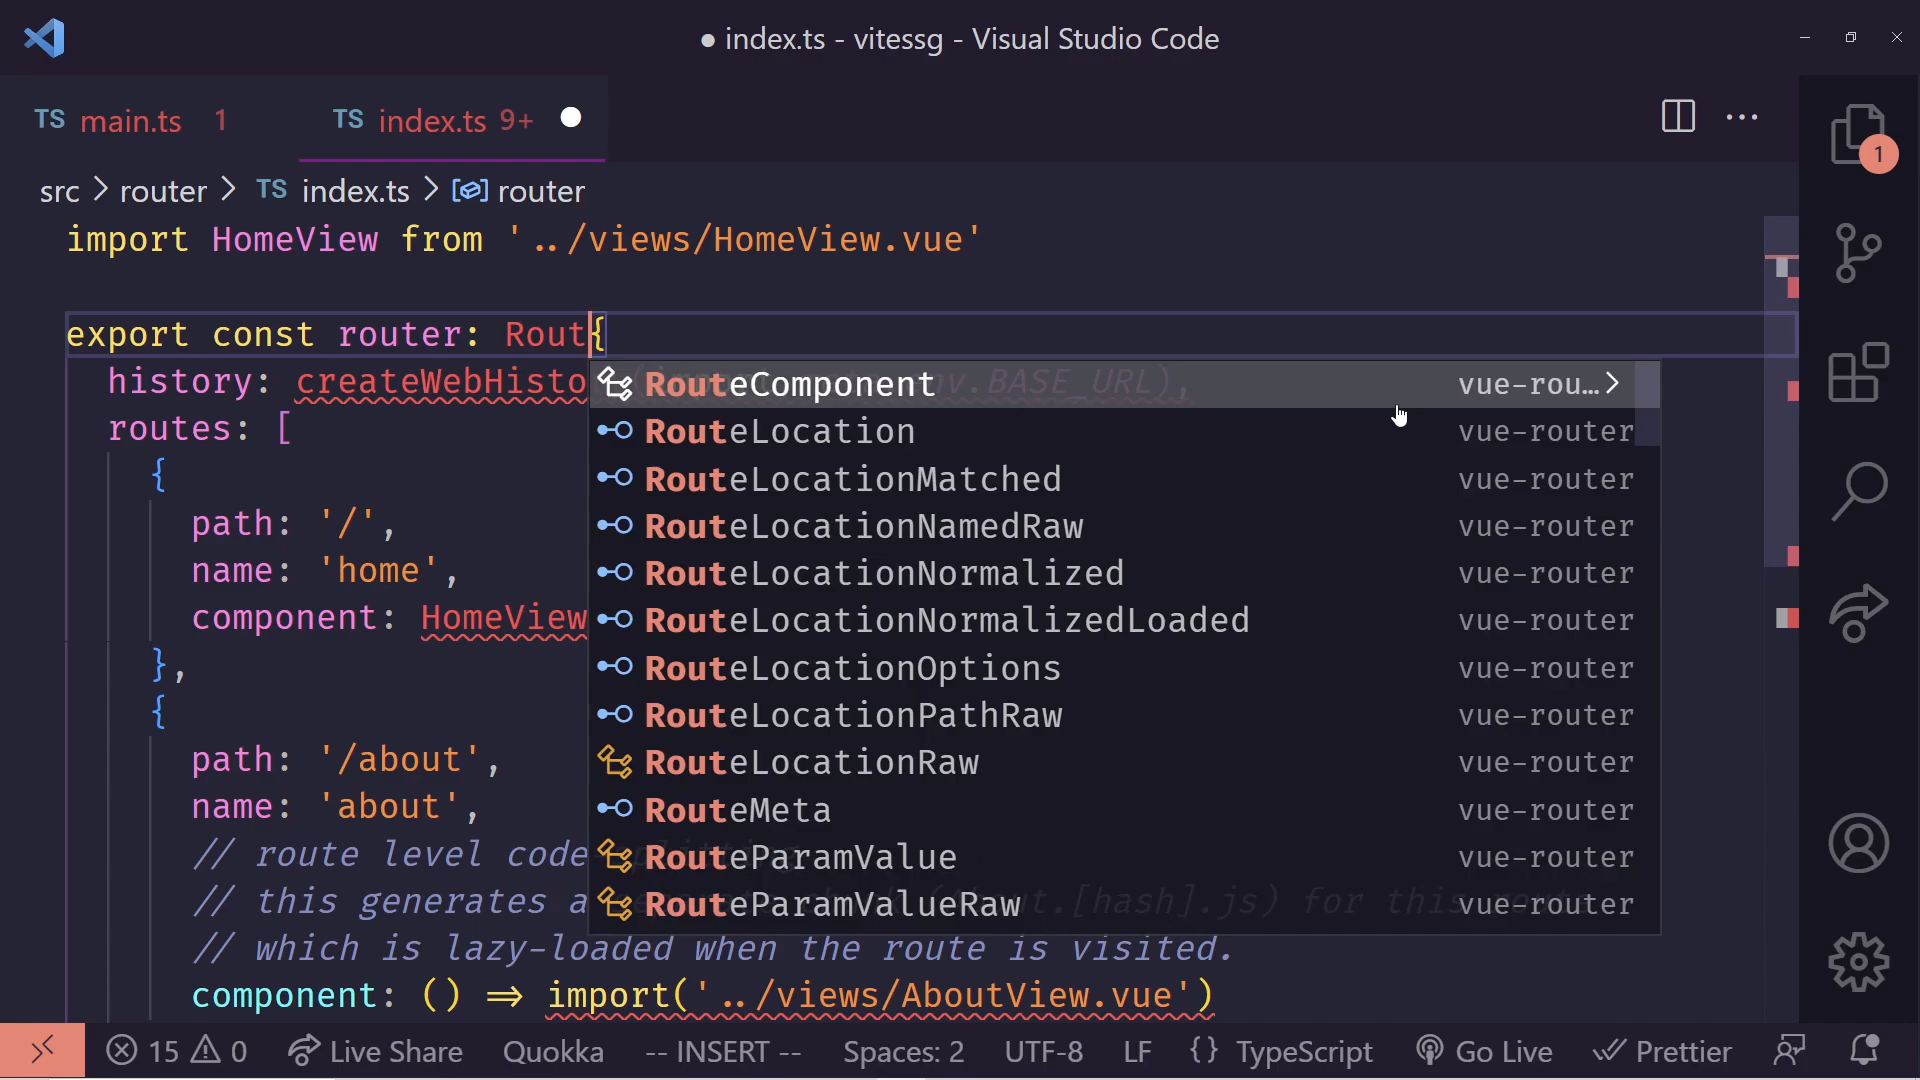 ● index.ts - vitessg - Visual Studio Code
TS main.ts 1
TS index.ts 9+
src > router > TS index.ts > router
1
import HomeView from '../views/HomeView.vue'
export const router: Rout{
history: createWebHisto
routes: [
{
path: '/',
name: 'home',
component: HomeView
},
{
path: '/about',
name: 'about',
// route level code
// this generates a
// which is lazy-loaded when the route is visited.
component: () => import('../views/AboutView.vue')
RouteComponent vue-rou…
RouteLocation vue-router
RouteLocationMatched vue-router
RouteLocationNamedRaw vue-router
RouteLocationNormalized vue-router
RouteLocationNormalizedLoaded vue-router
RouteLocationOptions vue-router
RouteLocationPathRaw vue-router
RouteLocationRaw vue-router
RouteMeta vue-router
RouteParamValue vue-router
RouteParamValueRaw vue-router
15 0 Live Share Quokka -- INSERT -- Spaces: 2 UTF-8 LF {} TypeScript Go Live Prettier